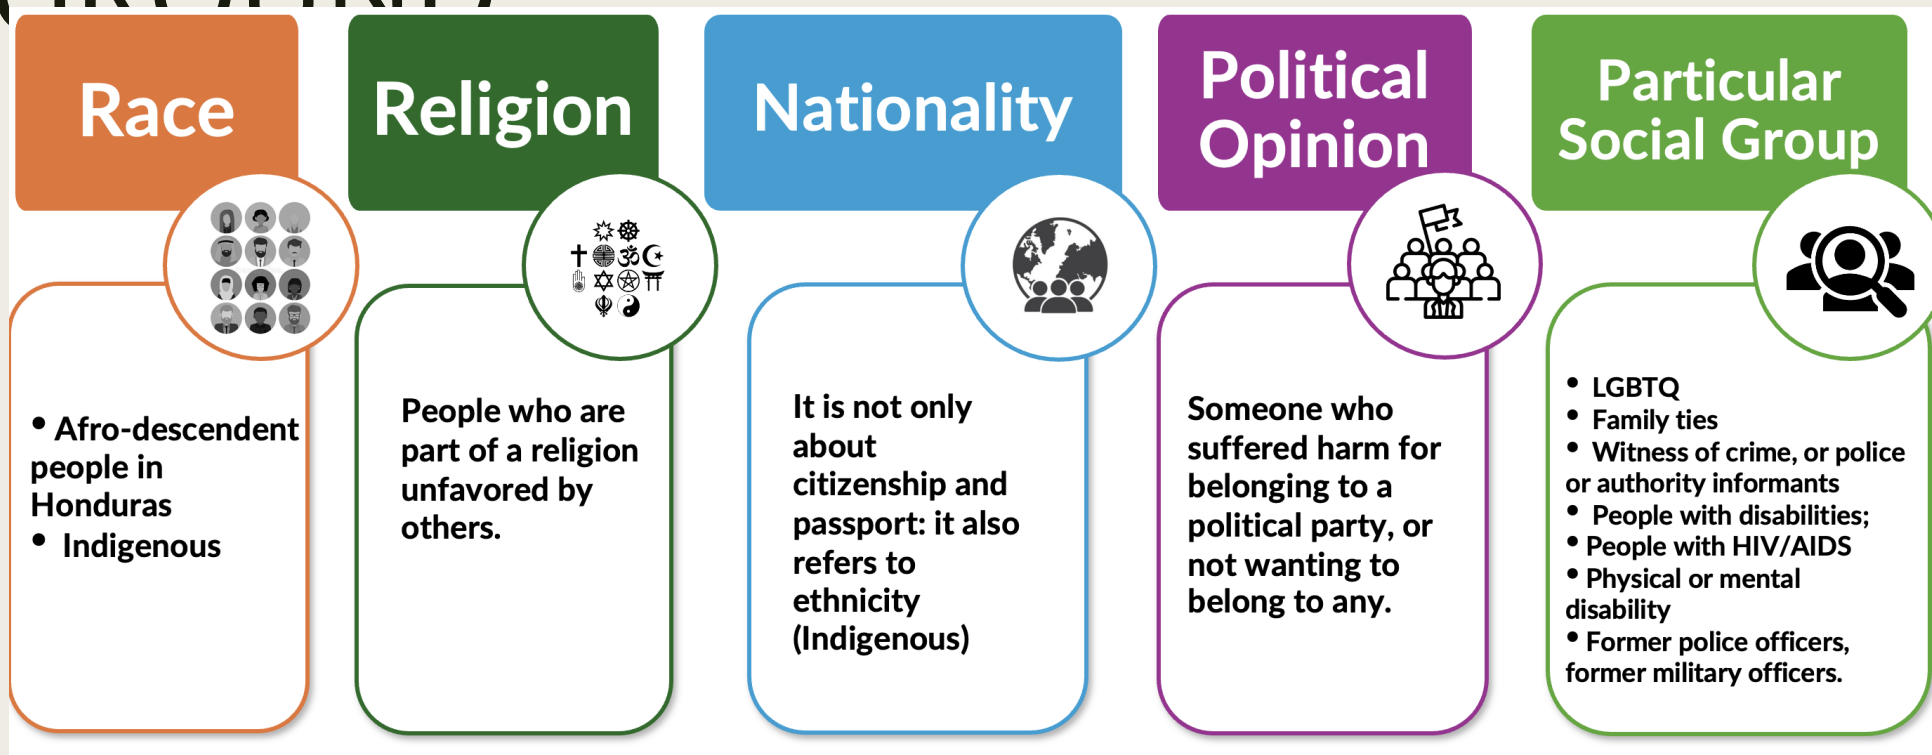 Race
• Afro-descendent
people in
Honduras
• Indigenous
Religion
People who are
part of a religion
unfavored by
others.
Nationality
It is not only
about
citizenship and
passport: it also
refers to
ethnicity
(Indigenous)
Political
Opinion
Someone who
suffered harm for
belonging to a
political party, or
not wanting to
belong to any.
Particular
Social Group
• LGBTQ
• Family ties
• Witness of crime, or police
or authority informants
• People with disabilities;
• People with HIV/AIDS
• Physical or mental
disability
• Former police officers,
former military officers.